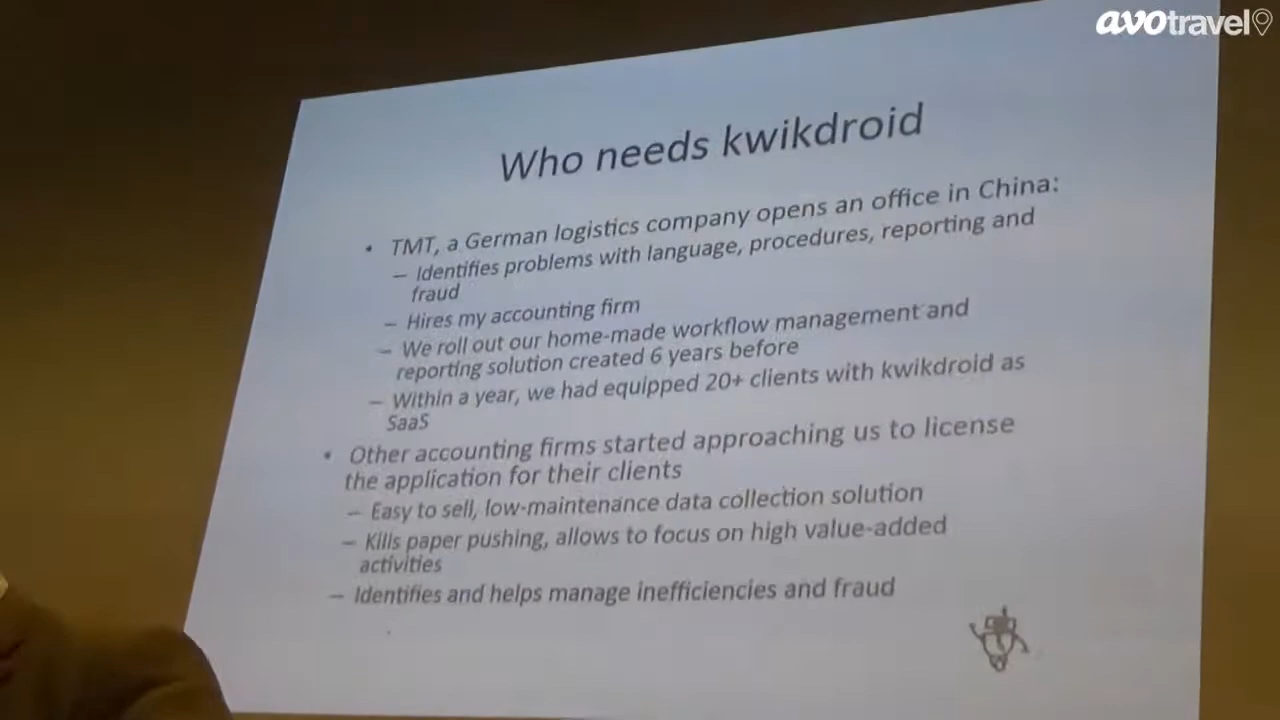 avotravel
Who needs kwikdroid
• TMT, a German logistics company opens an office in China:
– Identifies problems with language, procedures, reporting and
fraud
– Hires my accounting firm
– We roll out our home-made workflow management and
reporting solution created 6 years before
– Within a year, we had equipped 20+ clients with kwikdroid as
SaaS
• Other accounting firms started approaching us to license
the application for their clients
– Easy to sell, low-maintenance data collection solution
– Kills paper pushing, allows to focus on high value-added
activities
– Identifies and helps manage inefficiencies and fraud